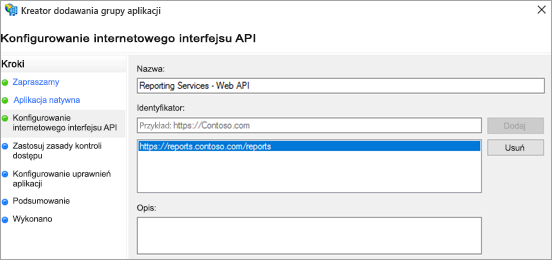 Kreator dodawania grupy aplikacji
Konfigurowanie internetowego interfejsu API
Kroki
Zapraszamy
Aplikacja natywna
Konfigurowanie
internetowego interfejsu API
Zastosuj zasady kontroli
dostępu
Konfigurowanie uprawnień
aplikacji
Podsumowanie
Wykonano
Nazwa:
Reporting Services - Web API
Identyfikator:
Przykład: https://Contoso.com
Dodaj
https://reports.contoso.com/reports
Usuń
Opis: